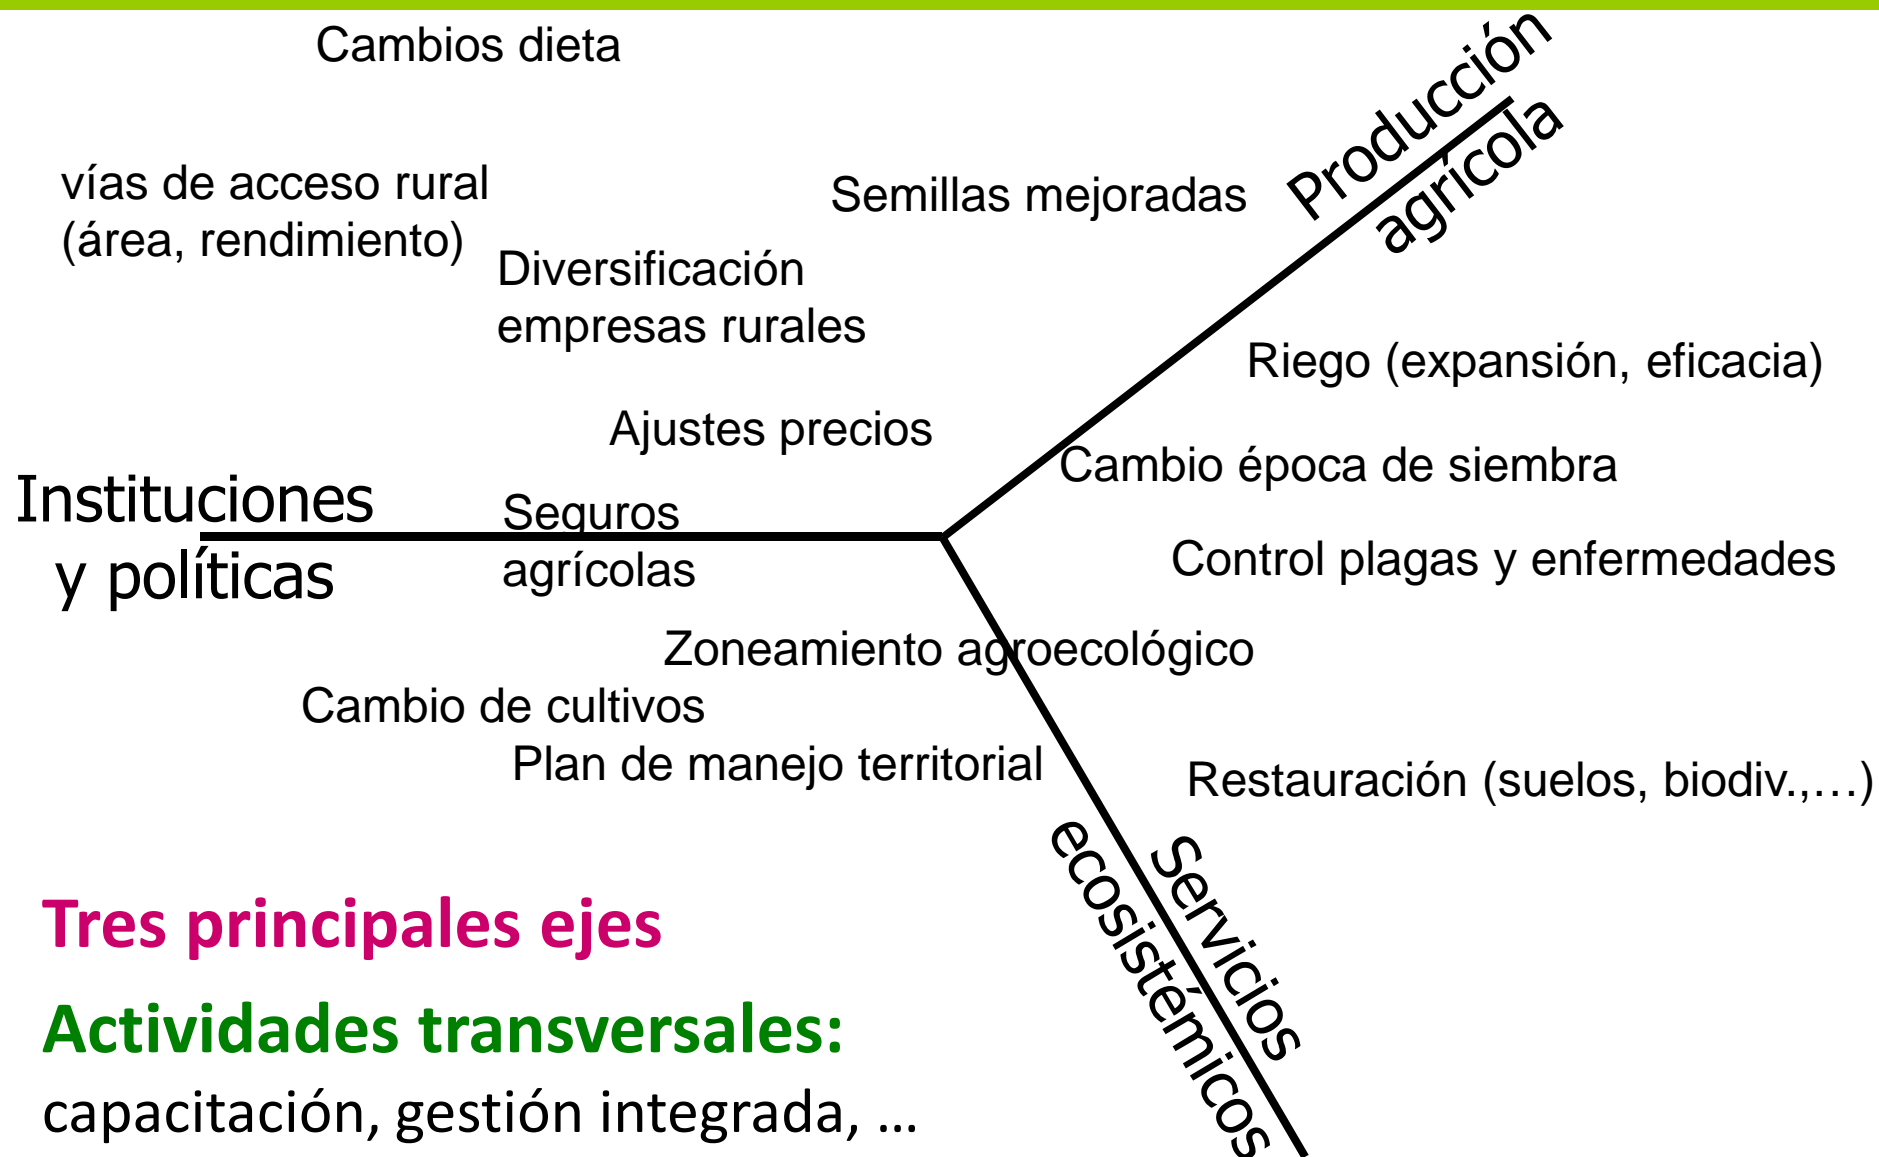 Cambios dieta
Producción
agrícola
vías de acceso rural
(área, rendimiento)
Semillas mejoradas
Diversificación
empresas rurales
Riego (expansión, eficacia)
Ajustes precios
Cambio época de siembra
Instituciones
y políticas
Seguros
agrícolas
Control plagas y enfermedades
Zoneamiento agroecológico
Cambio de cultivos
Plan de manejo territorial
Restauración (suelos, biodiv.,…)
Servicios
ecosistémicos
Tres principales ejes
Actividades transversales:
capacitación, gestión integrada, …